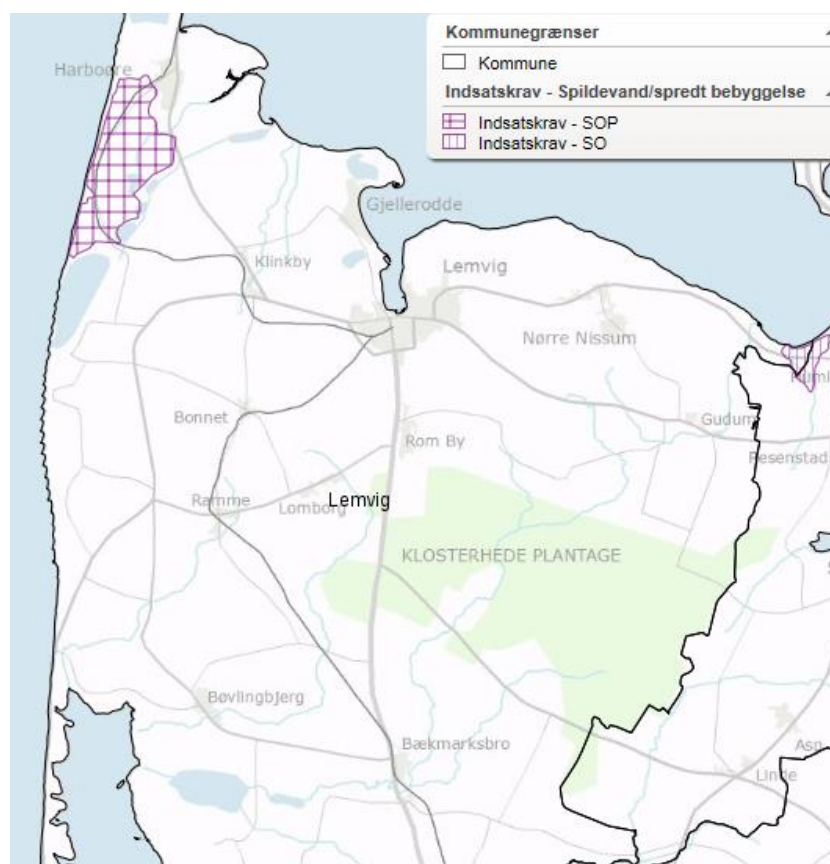 Kommunegrænser
Kommune
Indsatskrav - Spildevand/spredt bebyggelse
Indsatskrav - SOP
Indsatskrav - SO
Harboøre
Gjellerodde
Klinkby
Lemvig
Nørre Nissum
Bonnet
Gudum
Rom By
Resenstad
Ramme
Lomborg
Lemvig
KLOSTERHEDE PLANTAGE
Bøvlingbjerg
Bækmarksbro
Asp
Linde